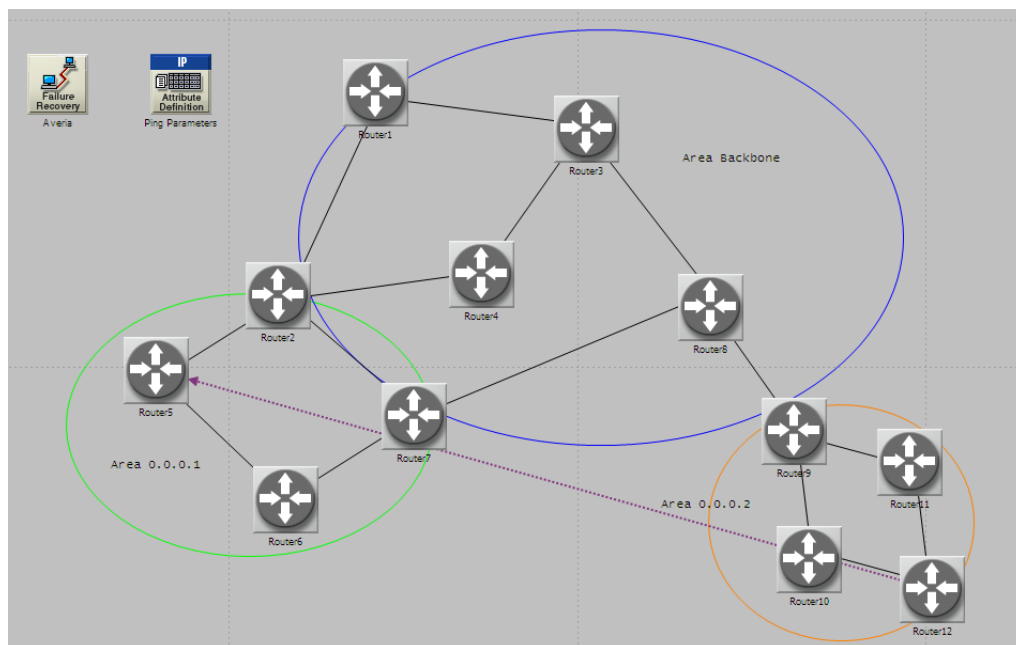 IP
Failure
Recovery
Attribute
Definition
Averia
Ping Parameters
Router1
Router3
Area Backbone
Router4
Router2
Router8
Router5
Router7
Area 0.0.0.1
Router6
Router9
Area 0.0.0.2
Router11
Router10
Router12